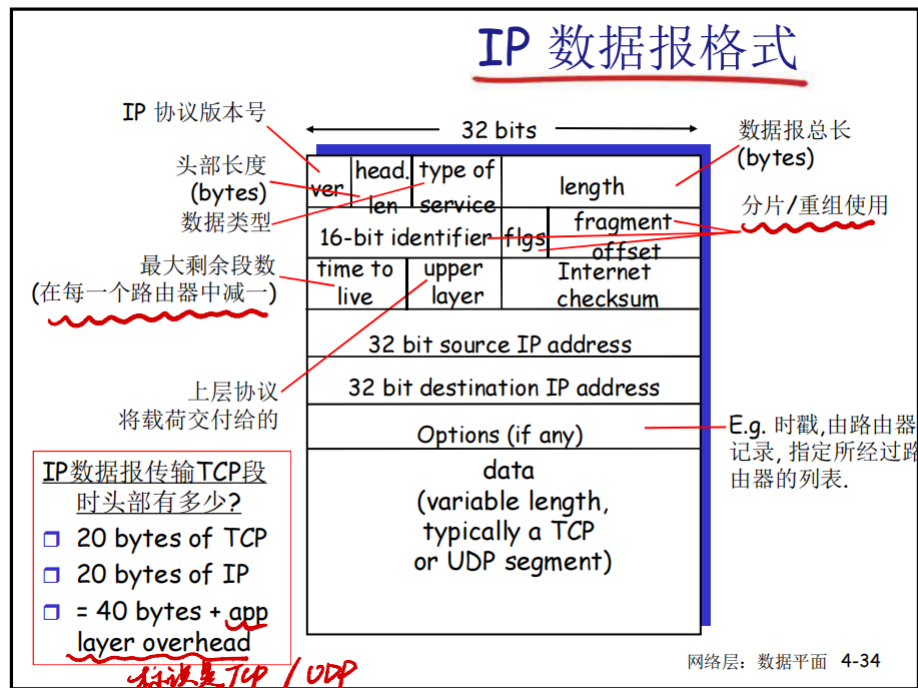 IP 数据报格式
IP 协议版本号
32 bits
数据报总长
(bytes)
头部长度
(bytes)
head.
len
type of
service
ver
length
数据类型
分片/重组使用
16-bit identifier
flgs
fragment
offset
最大剩余段数
(在每一个路由器中减一)
time to
live
upper
layer
Internet
checksum
32 bit source IP address
上层协议
将载荷交付给的
32 bit destination IP address
Options (if any)
E.g. 时戳,由路由器
记录, 指定所经过路
由器的列表.
data
(variable length,
typically a TCP
or UDP segment)
IP数据报传输TCP段
时头部有多少?
20 bytes of TCP
20 bytes of IP
= 40 bytes + app
layer overhead
标识是TCP / UDP
网络层：数据平面 4-34